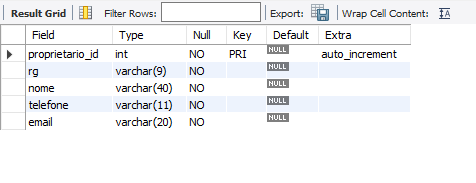 Result Grid Filter Rows: Export: Wrap Cell Content:
Field Type Null Key Default Extra
proprietario_id int NO PRI NULL auto_increment
rg varchar(9) NO NULL
nome varchar(40) NO NULL
telefone varchar(11) NO NULL
email varchar(20) NO NULL